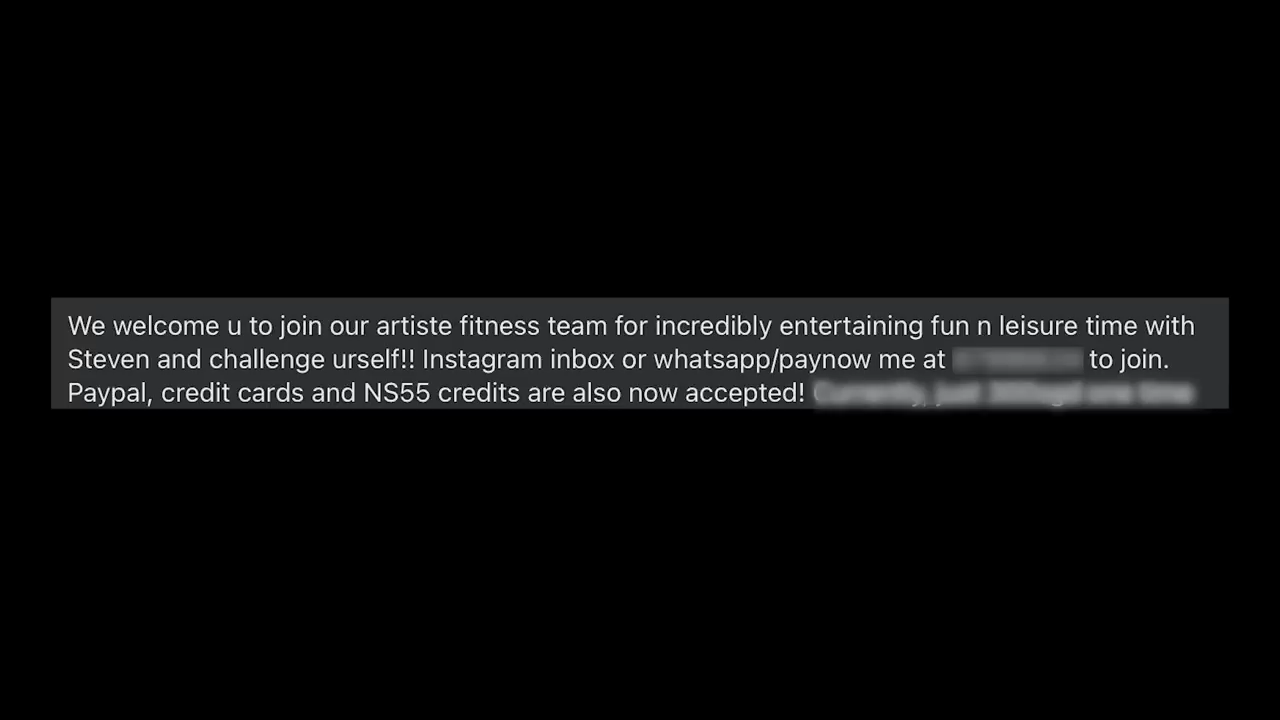 We welcome u to join our artiste fitness team for incredibly entertaining fun n leisure time with
Steven and challenge urself!! Instagram inbox or whatsapp/paynow me at to join.
Paypal, credit cards and NS55 credits are also now accepted!